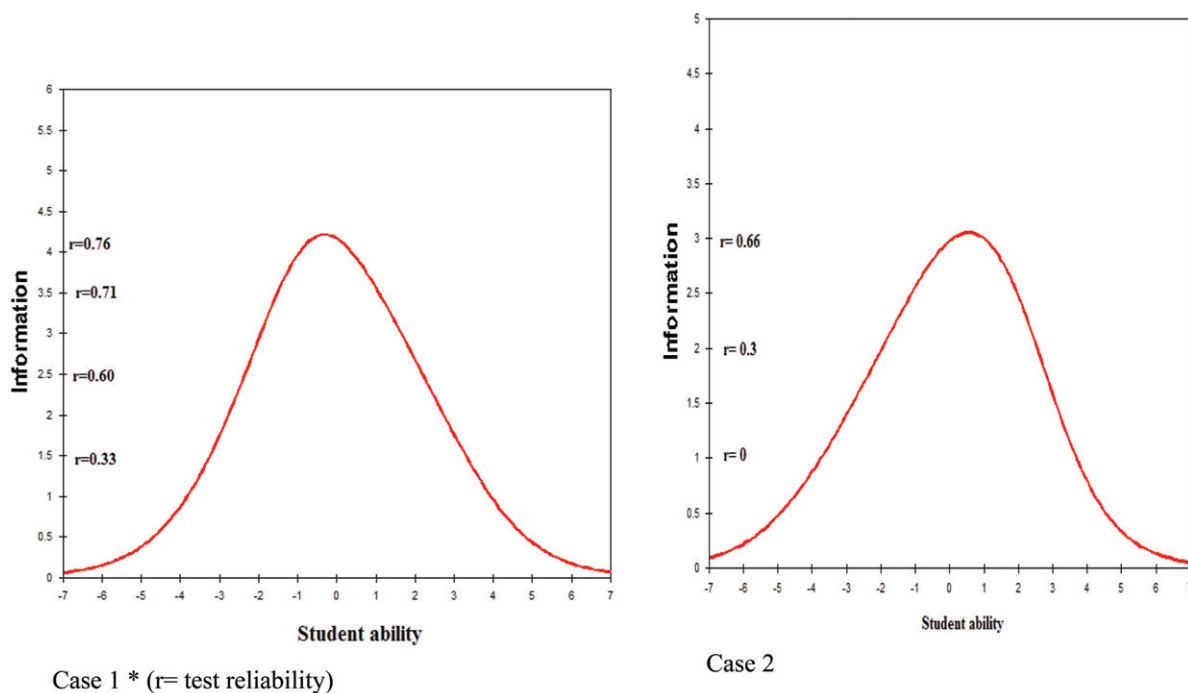 6
5.5
5
4.5
4
3.5
3
2.5
2
1.5
1
0.5
0
r=0.76
r=0.71
r=0.60
r=0.33
Information
-7 -6 -5 -4 -3 -2 -1 0 1 2 3 4 5 6 7
Student ability
Case 1 * (r= test reliability)
5
4.5
4
3.5
3
2.5
2
1.5
1
0.5
0
r= 0.66
r= 0.3
r= 0
Information
-7 -6 -5 -4 -3 -2 -1 0 1 2 3 4 5 6
Student ability
Case 2